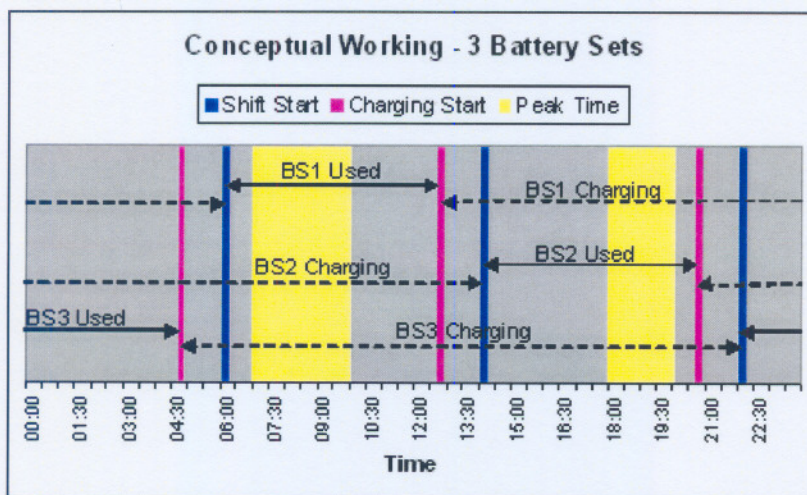 Conceptual Working - 3 Battery Sets
Shift Start Charging Start Peak Time
BS1 Used
BS1 Charging
BS2 Used
BS2 Charging
BS3 Used
BS3 Charging
00:00 01:30 04:30 06:00 07:30 09:00 10:30 12:00 13:30 15:00 16:30 18:00 19:30 21:00 22:30
Time